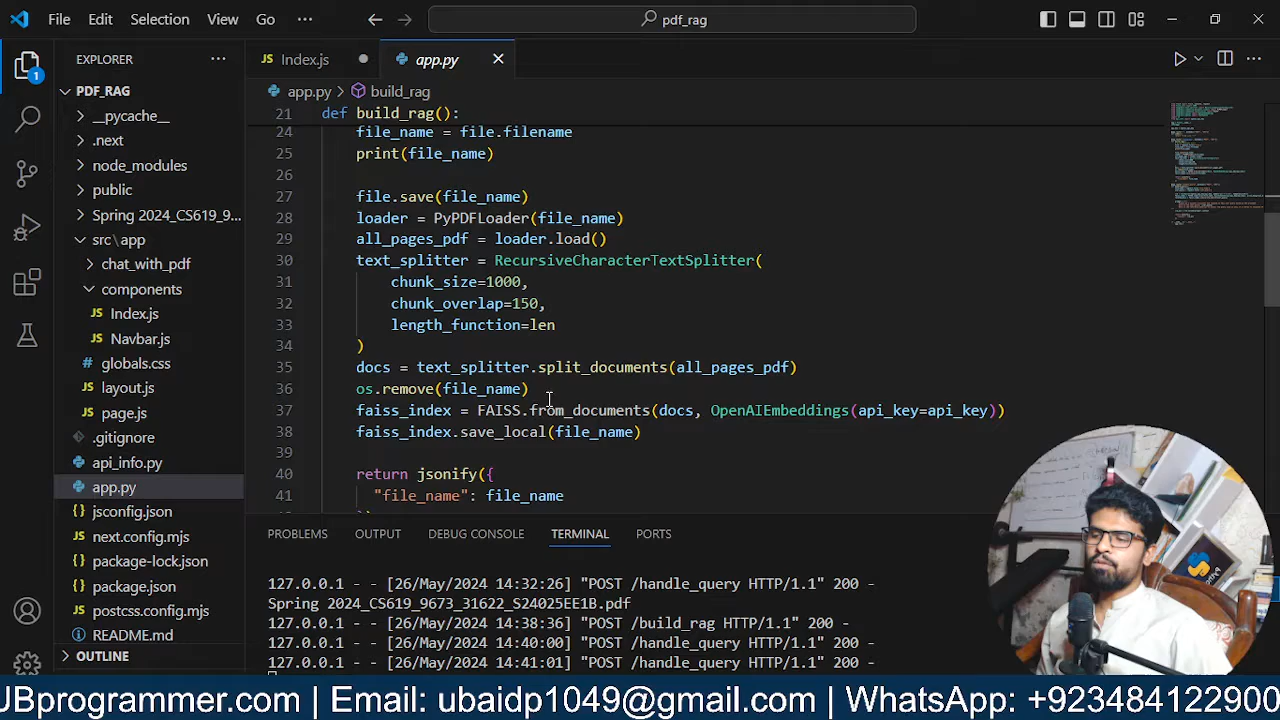 File Edit Selection View Go ··· pdf_rag
EXPLORER ···
1
PDF_RAG
__pycache__
.next
node_modules
public
Spring 2024_CS619_9...
src\app
chat_with_pdf
components
JS Index.js
JS Navbar.js
# globals.css
JS layout.js
JS page.js
.gitignore
api_info.py
app.py
{} jsconfig.json
JS next.config.mjs
{} package-lock.json
{} package.json
JS postcss.config.mjs
README.md
OUTLINE
JS Index.js app.py
app.py > build_rag
21 def build_rag():
24 file_name = file.filename
25 print(file_name)
26
27 file.save(file_name)
28 loader = PyPDFLoader(file_name)
29 all_pages_pdf = loader.load()
30 text_splitter = RecursiveCharacterTextSplitter(
31 chunk_size=1000,
32 chunk_overlap=150,
33 length_function=len
34 )
35 docs = text_splitter.split_documents(all_pages_pdf)
36 os.remove(file_name)
37 faiss_index = FAISS.from_documents(docs, OpenAIEmbeddings(api_key=api_key))
38 faiss_index.save_local(file_name)
39
40 return jsonify({
41 "file_name": file_name
PROBLEMS OUTPUT DEBUG CONSOLE TERMINAL PORTS
127.0.0.1 - - [26/May/2024 14:32:26] "POST /handle_query HTTP/1.1" 200 -
Spring 2024_CS619_9673_31622_S24025EE1B.pdf
127.0.0.1 - - [26/May/2024 14:38:36] "POST /build_rag HTTP/1.1" 200 -
127.0.0.1 - - [26/May/2024 14:40:00] "POST /handle_query HTTP/1.1" 200 -
127.0.0.1 - - [26/May/2024 14:41:01] "POST /handle_query HTTP/1.1" 200 -
JBprogrammer.com | Email: ubaidp1049@gmail.com | WhatsApp: +923484122900